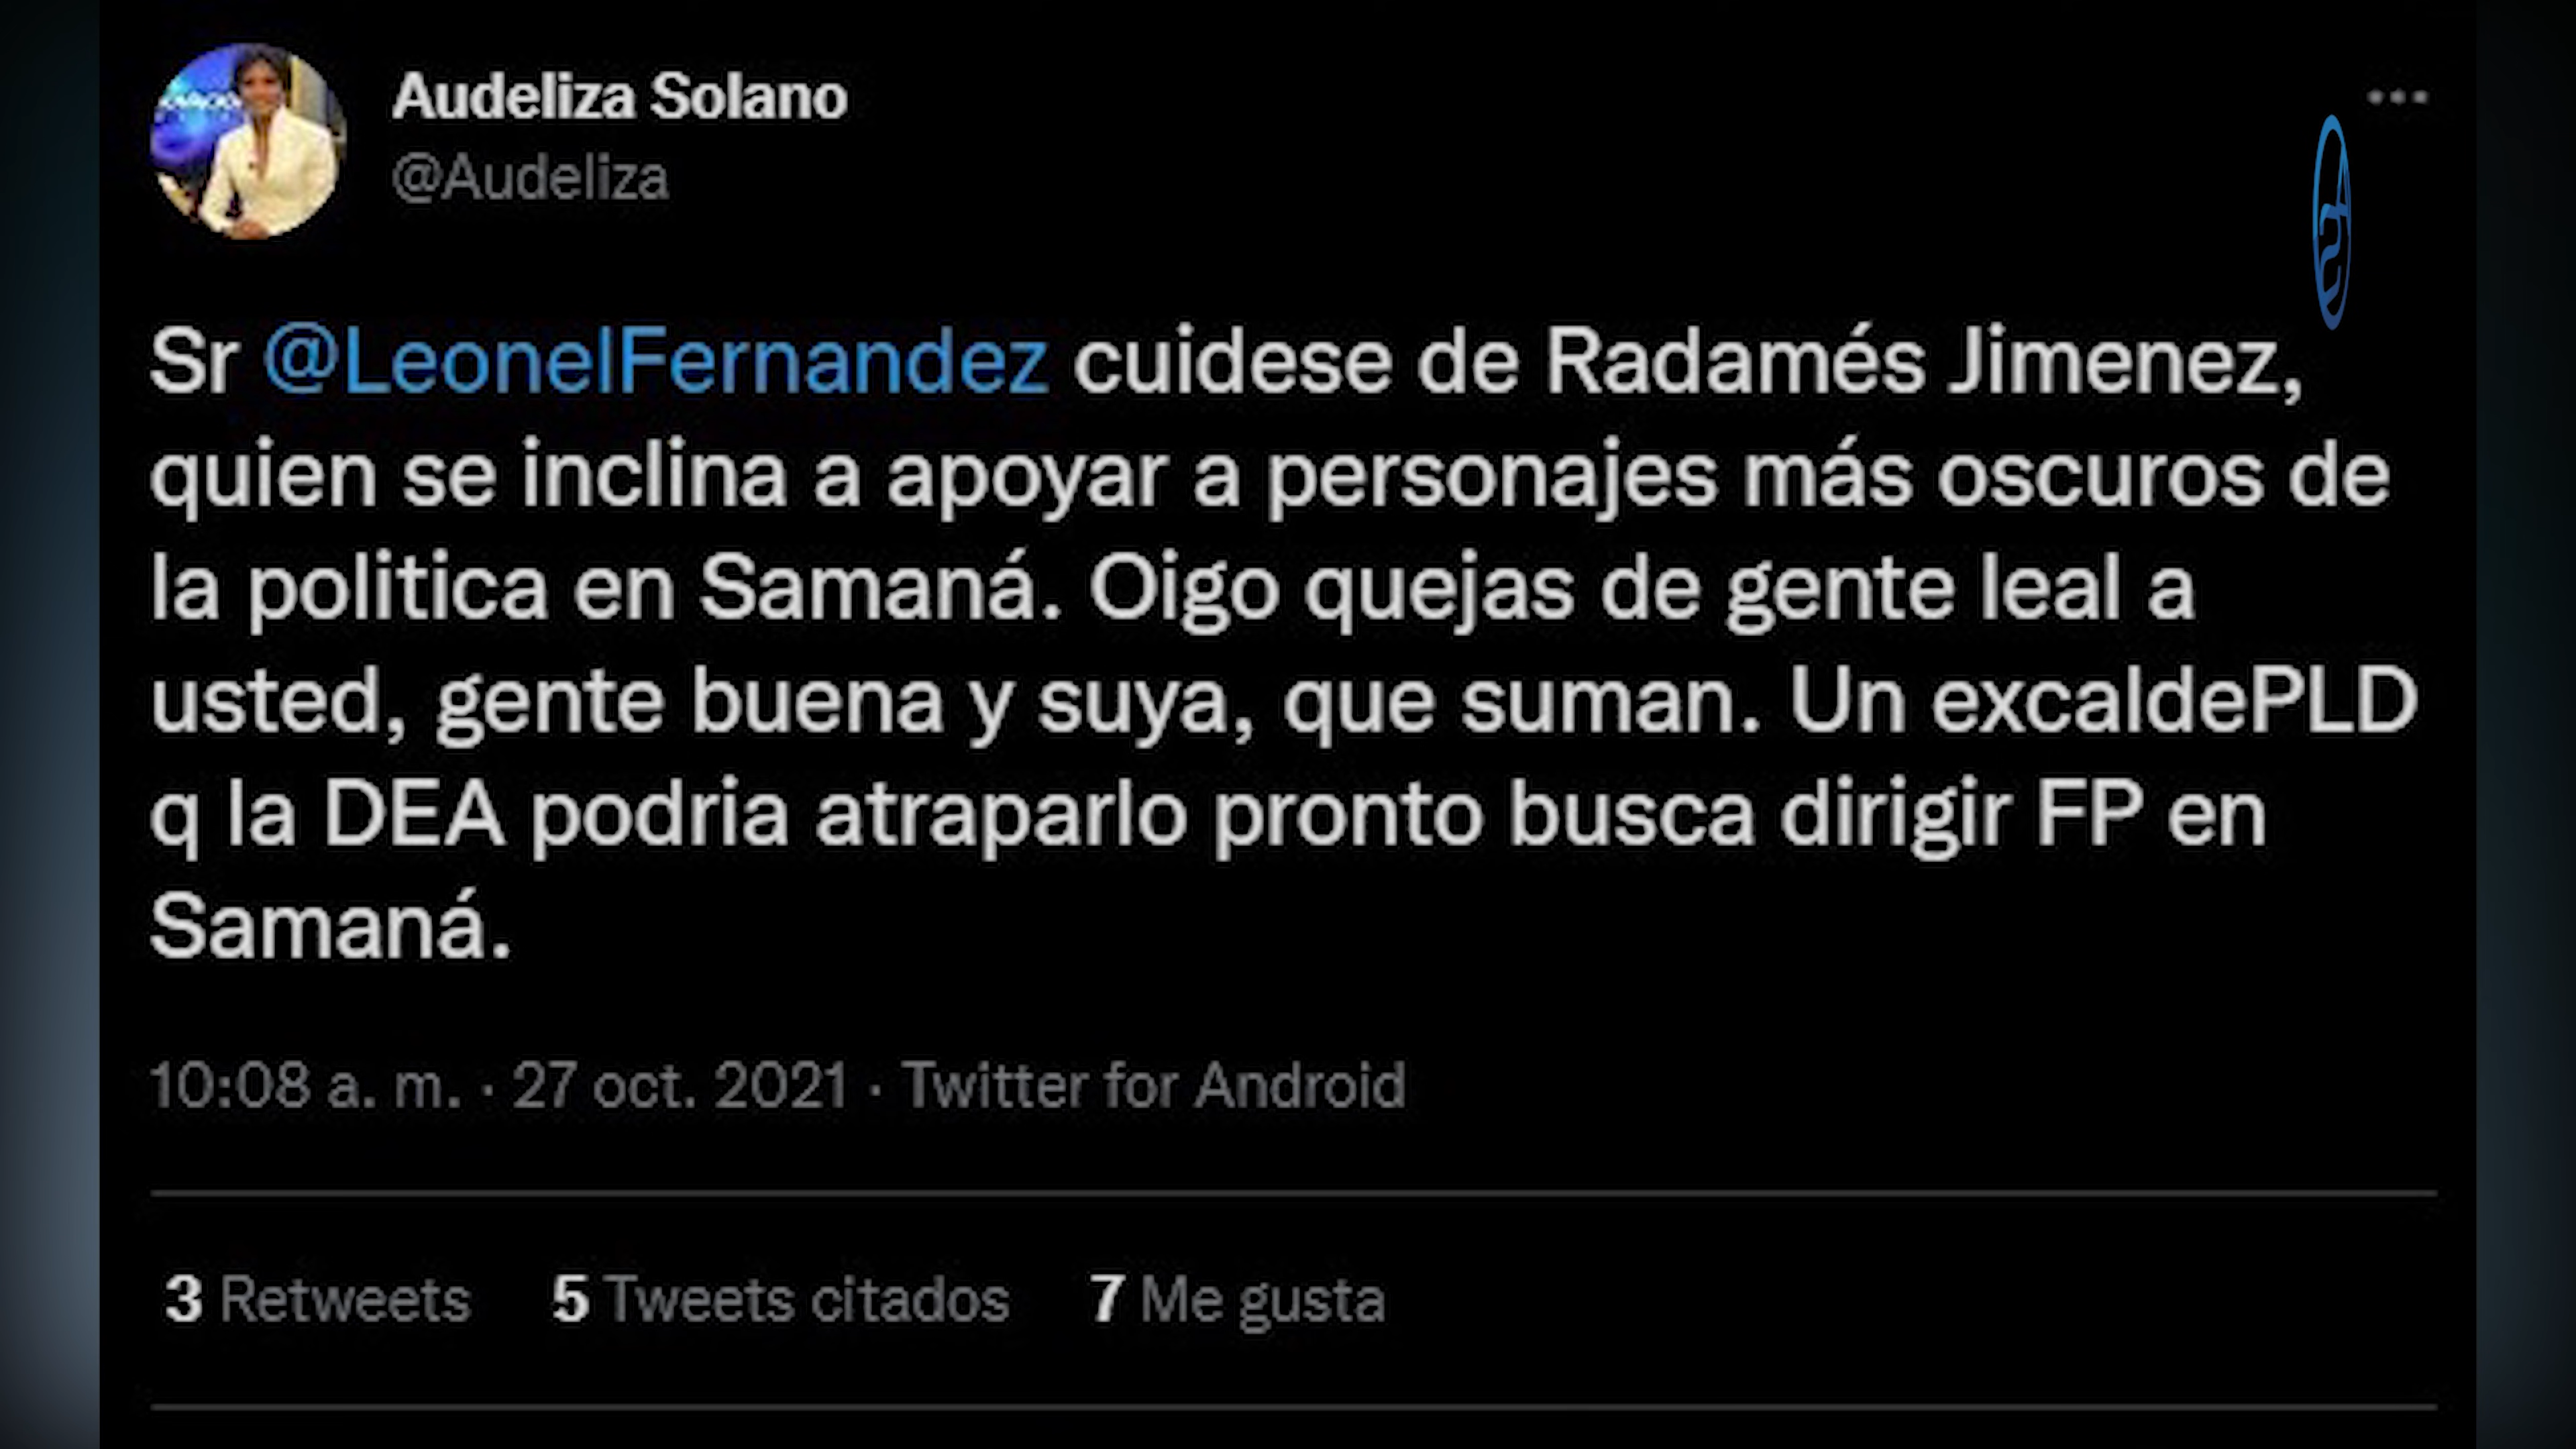 Audeliza Solano
@Audeliza
Sr @LeonelFernandez cuidese de Radamés Jimenez,
quien se inclina a apoyar a personajes más oscuros de
la politica en Samaná. Oigo quejas de gente leal a
usted, gente buena y suya, que suman. Un excaldePLD
q la DEA podria atraparlo pronto busca dirigir FP en
Samaná.
10:08 a. m. · 27 oct. 2021 · Twitter for Android
3 Retweets 5 Tweets citados 7 Me gusta